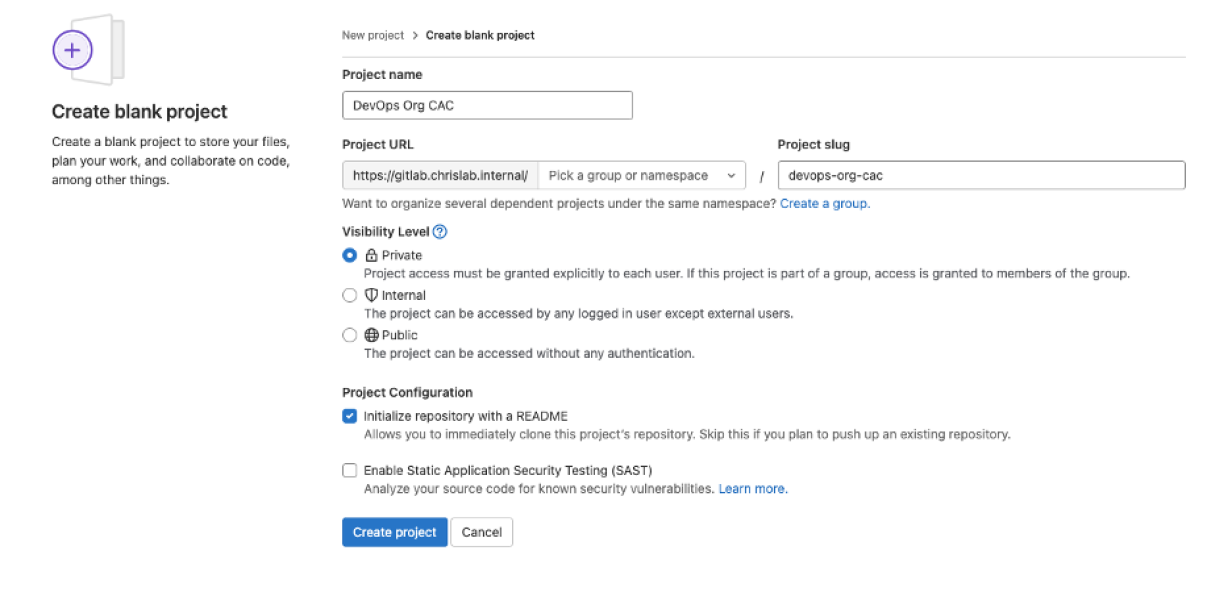 Create blank project
Create a blank project to store your files,
plan your work, and collaborate on code,
among other things.
New project > Create blank project
Project name
DevOps Org CAC
Project URL
Project slug
https://gitlab.chrislab.internal/ Pick a group or namespace / devops-org-cac
Want to organize several dependent projects under the same namespace? Create a group.
Visibility Level ?
Private
Project access must be granted explicitly to each user. If this project is part of a group, access is granted to members of the group.
Internal
The project can be accessed by any logged in user except external users.
Public
The project can be accessed without any authentication.
Project Configuration
Initialize repository with a README
Allows you to immediately clone this project's repository. Skip this if you plan to push up an existing repository.
Enable Static Application Security Testing (SAST)
Analyze your source code for known security vulnerabilities. Learn more.
Create project Cancel